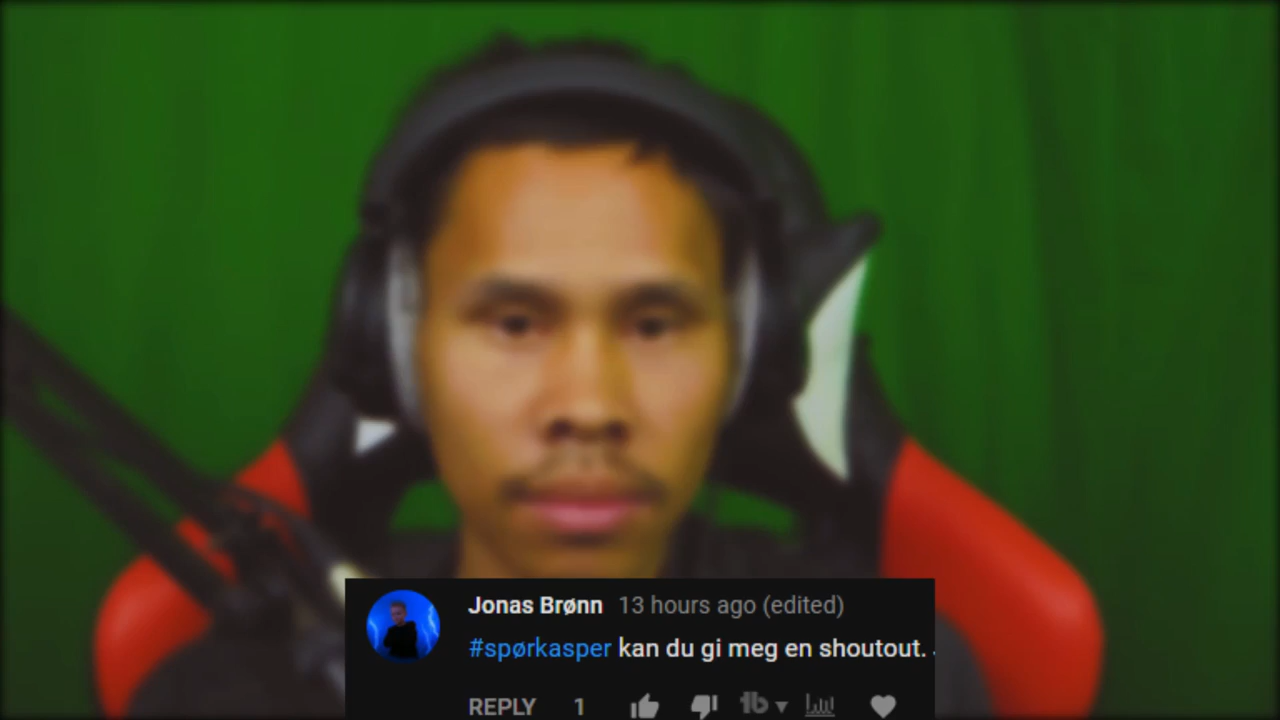 Jonas Brønn 13 hours ago (edited)
#spørkasper kan du gi meg en shoutout.
REPLY 1